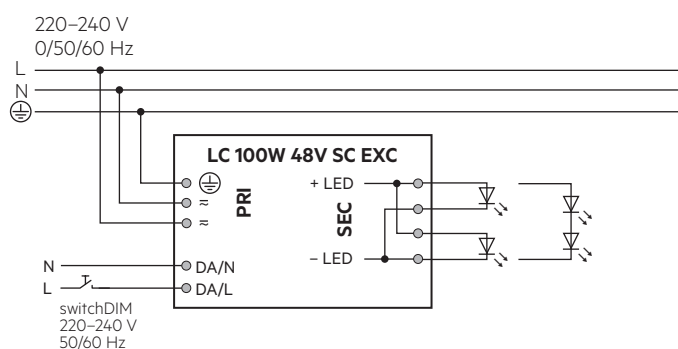 220–240 V
0/50/60 Hz
L
N
LC 100W 48V SC EXC
PRI
SEC
+ LED
≂
≂
– LED
N
DA/N
L
DA/L
switchDIM
220–240 V
50/60 Hz